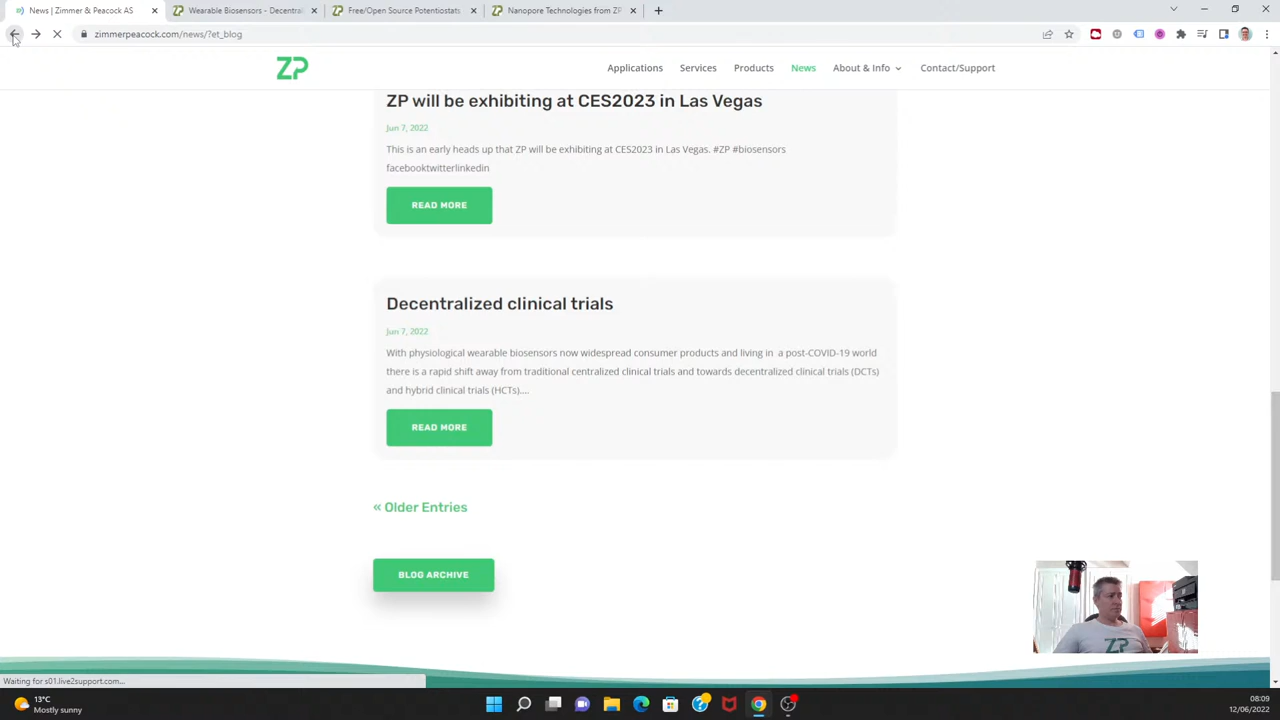 News | Zimmer & Peacock AS
Wearable Biosensors - Decentral
Free/Open Source Potentiostats
Nanopore Technologies from ZP
zimmerpeacock.com/news/?et_blog
ZP
Applications
Services
Products
News
About & Info
Contact/Support
ZP will be exhibiting at CES2023 in Las Vegas
Jun 7, 2022
This is an early heads up that ZP will be exhibiting at CES2023 in Las Vegas. #ZP #biosensors
facebooktwitterlinkedin
READ MORE
Decentralized clinical trials
Jun 7, 2022
With physiological wearable biosensors now widespread consumer products and living in a post-COVID-19 world
there is a rapid shift away from traditional centralized clinical trials and towards decentralized clinical trials (DCTs)
and hybrid clinical trials (HCTs)....
READ MORE
« Older Entries
BLOG ARCHIVE
ZP
Waiting for s01.live2support.com...
13°C
Mostly sunny
08:09
12/06/2022